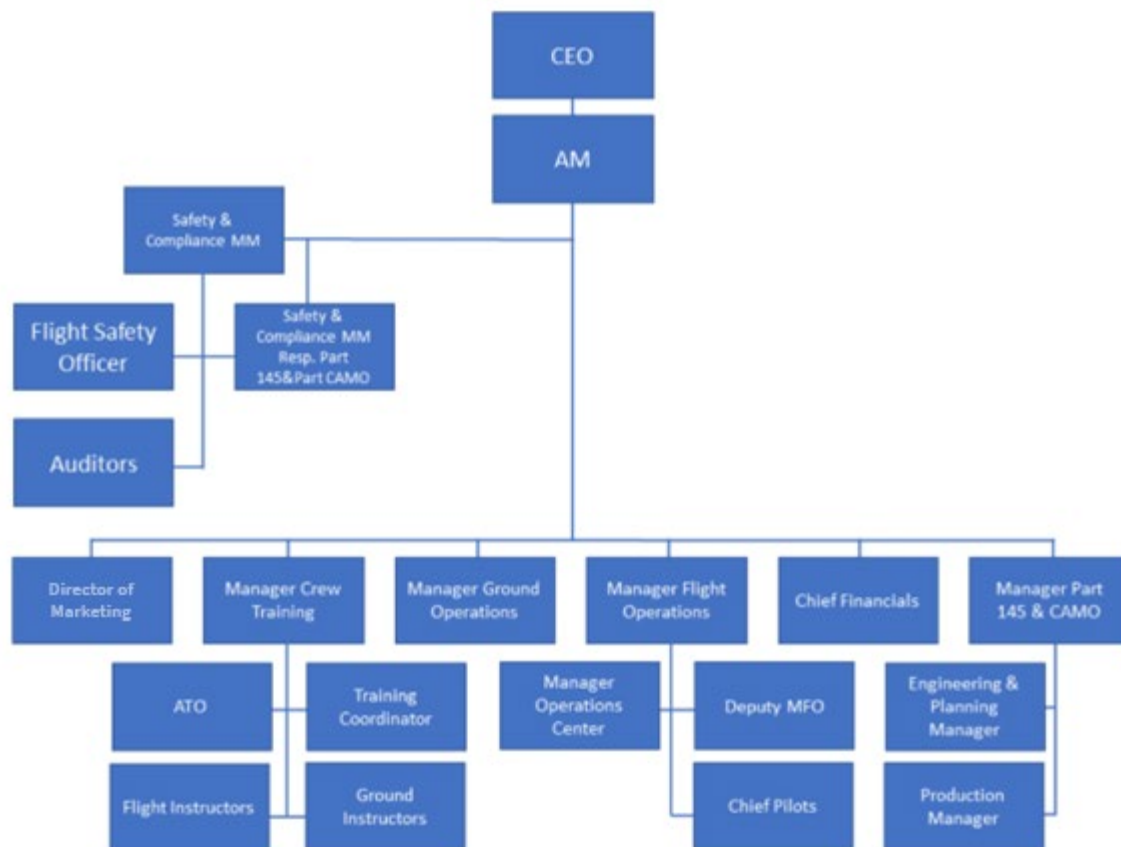 CEO
AM
Safety &
Compliance MM
Flight Safety
Officer
Safety &
Compliance MM
Resp. Part
145&Part CAMO
Auditors
Director of
Marketing
Manager Crew
Training
Manager Ground
Operations
Manager Flight
Operations
Chief Financials
Manager Part
145 & CAMO
ATO
Training
Coordinator
Manager
Operations
Center
Deputy MFO
Engineering &
Planning
Manager
Flight Instructors
Ground
Instructors
Chief Pilots
Production
Manager